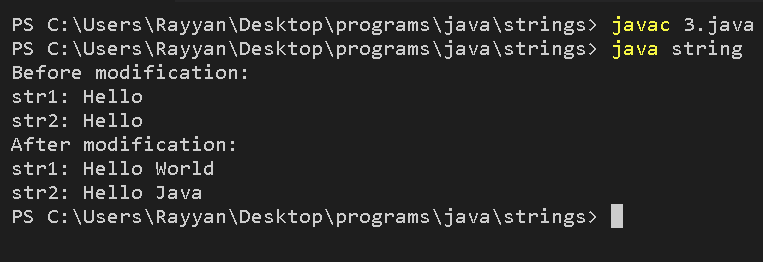 PS C:\Users\Rayyan\Desktop\programs\java\strings> javac 3.java
PS C:\Users\Rayyan\Desktop\programs\java\strings> java string
Before modification:
str1: Hello
str2: Hello
After modification:
str1: Hello World
str2: Hello Java
PS C:\Users\Rayyan\Desktop\programs\java\strings>